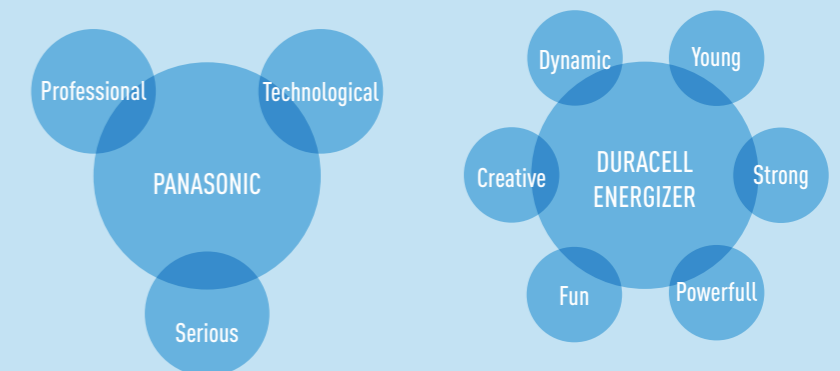 Professional
Technological
PANASONIC
Serious
Dynamic
Young
Creative
DURACELL
ENERGIZER
Strong
Fun
Powerfull